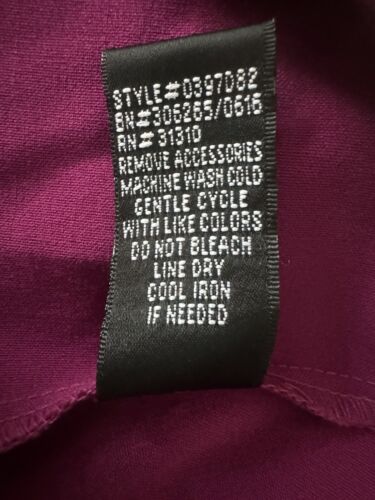 STYLE#0397D82
BN#306265/0616
RN#31310
REMOVE ACCESSORIES
MACHINE WASH COLD
GENTLE CYCLE
WITH LIKE COLORS
DO NOT BLEACH
LINE DRY
COOL IRON
IF NEEDED